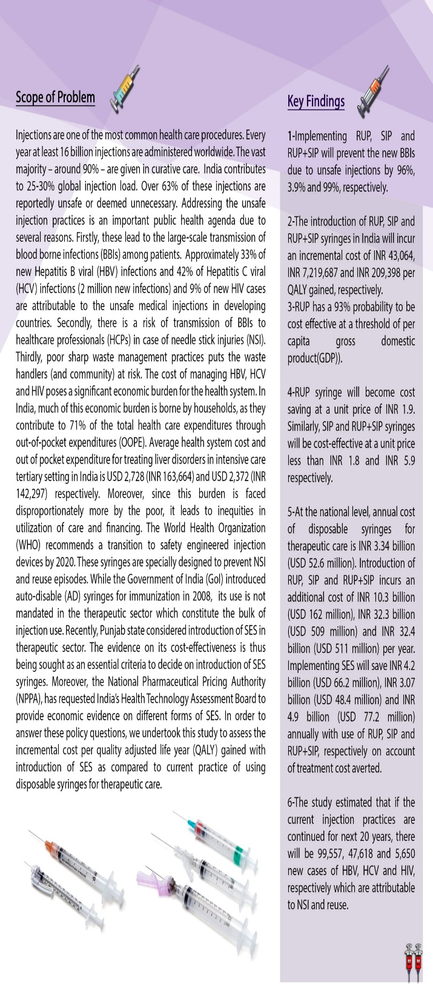 Scope of Problem
Injections are one of the most common health care procedures. Every
year at least 16 billion injections are administered worldwide. The vast
majority – around 90% – are given in curative care. India contributes
to 25-30% global injection load. Over 63% of these injections are
reportedly unsafe or deemed unnecessary. Addressing the unsafe
injection practices is an important public health agenda due to
several reasons. Firstly, these lead to the large-scale transmission of
blood borne infections (BBIs) among patients. Approximately 33% of
new Hepatitis B viral (HBV) infections and 42% of Hepatitis C viral
(HCV) infections (2 million new infections) and 9% of new HIV cases
are attributable to the unsafe medical injections in developing
countries. Secondly, there is a risk of transmission of BBIs to
healthcare professionals (HCPs) in case of needle stick injuries (NSI).
Thirdly, poor sharp waste management practices puts the waste
handlers (and community) at risk. The cost of managing HBV, HCV
and HIV poses a significant economic burden for the health system. In
India, much of this economic burden is borne by households, as they
contribute to 71% of the total health care expenditures through
out-of-pocket expenditures (OOPE). Average health system cost and
out of pocket expenditure for treating liver disorders in intensive care
tertiary setting in India is USD 2,728 (INR 163,664) and USD 2,372 (INR
142,297) respectively. Moreover, since this burden is faced
disproportionately more by the poor, it leads to inequities in
utilization of care and financing. The World Health Organization
(WHO) recommends a transition to safety engineered injection
devices by 2020. These syringes are specially designed to prevent NSI
and reuse episodes. While the Government of India (GoI) introduced
auto-disable (AD) syringes for immunization in 2008, its use is not
mandated in the therapeutic sector which constitute the bulk of
injection use. Recently, Punjab state considered introduction of SES in
therapeutic sector. The evidence on its cost-effectiveness is thus
being sought as an essential criteria to decide on introduction of SES
syringes. Moreover, the National Pharmaceutical Pricing Authority
(NPPA), has requested India's Health Technology Assessment Board to
provide economic evidence on different forms of SES. In order to
answer these policy questions, we undertook this study to assess the
incremental cost per quality adjusted life year (QALY) gained with
introduction of SES as compared to current practice of using
disposable syringes for therapeutic care.
Key Findings
1-Implementing RUP, SIP and
RUP+SIP will prevent the new BBIs
due to unsafe injections by 96%,
3.9% and 99%, respectively.
2-The introduction of RUP, SIP and
RUP+SIP syringes in India will incur
an incremental cost of INR 43,064,
INR 7,219,687 and INR 209,398 per
QALY gained, respectively.
3-RUP has a 93% probability to be
cost effective at a threshold of per
capita gross domestic
product(GDP)).
4-RUP syringe will become cost
saving at a unit price of INR 1.9.
Similarly, SIP and RUP+SIP syringes
will be cost-effective at a unit price
less than INR 1.8 and INR 5.9
respectively.
5-At the national level, annual cost
of disposable syringes for
therapeutic care is INR 3.34 billion
(USD 52.6 million). Introduction of
RUP, SIP and RUP+SIP incurs an
additional cost of INR 10.3 billion
(USD 162 million), INR 32.3 billion
(USD 509 million) and INR 32.4
billion (USD 511 million) per year.
Implementing SES will save INR 4.2
billion (USD 66.2 million), INR 3.07
billion (USD 48.4 million) and INR
4.9 billion (USD 77.2 million)
annually with use of RUP, SIP and
RUP+SIP, respectively on account
of treatment cost averted.
6-The study estimated that if the
current injection practices are
continued for next 20 years, there
will be 99,557, 47,618 and 5,650
new cases of HBV, HCV and HIV,
respectively which are attributable
to NSI and reuse.